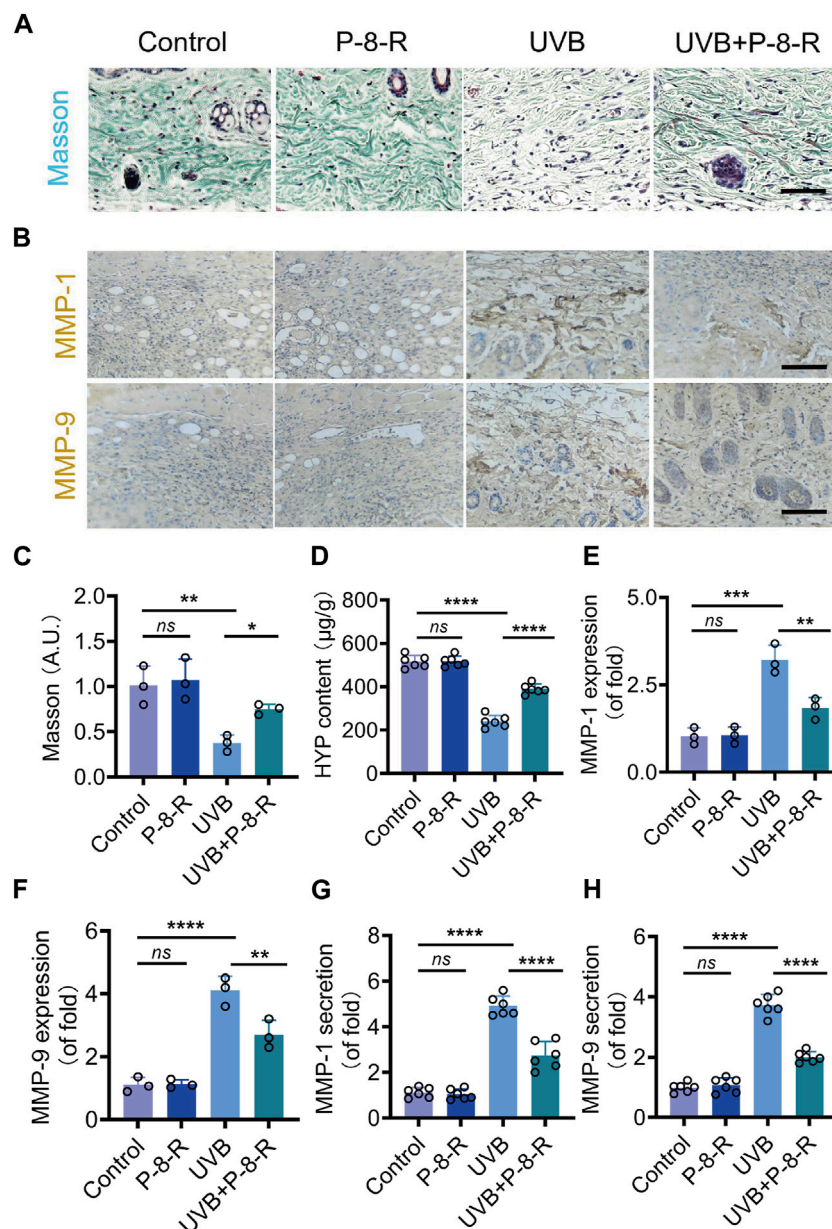 A
Control
P-8-R
UVB
UVB+P-8-R
Masson
B
MMP-1
MMP-9
C
Masson (A.U.)
2.0
1.5
1.0
0.5
0.0
**
ns
*
Control
P-8-R
UVB
UVB+P-8-R
D
HYP content (μg/g)
800
600
400
200
0
****
ns
****
Control
P-8-R
UVB
UVB+P-8-R
E
MMP-1 expression
(of fold)
5.0
2.5
0.0
***
ns
**
Control
P-8-R
UVB
UVB+P-8-R
F
MMP-9 expression
(of fold)
6
4
2
0
****
ns
**
Control
P-8-R
UVB
UVB+P-8-R
G
MMP-1 secretion
(of fold)
8
6
4
2
0
****
ns
****
Control
P-8-R
UVB
UVB+P-8-R
H
MMP-9 secretion
(of fold)
6
4
2
0
****
ns
****
Control
P-8-R
UVB
UVB+P-8-R